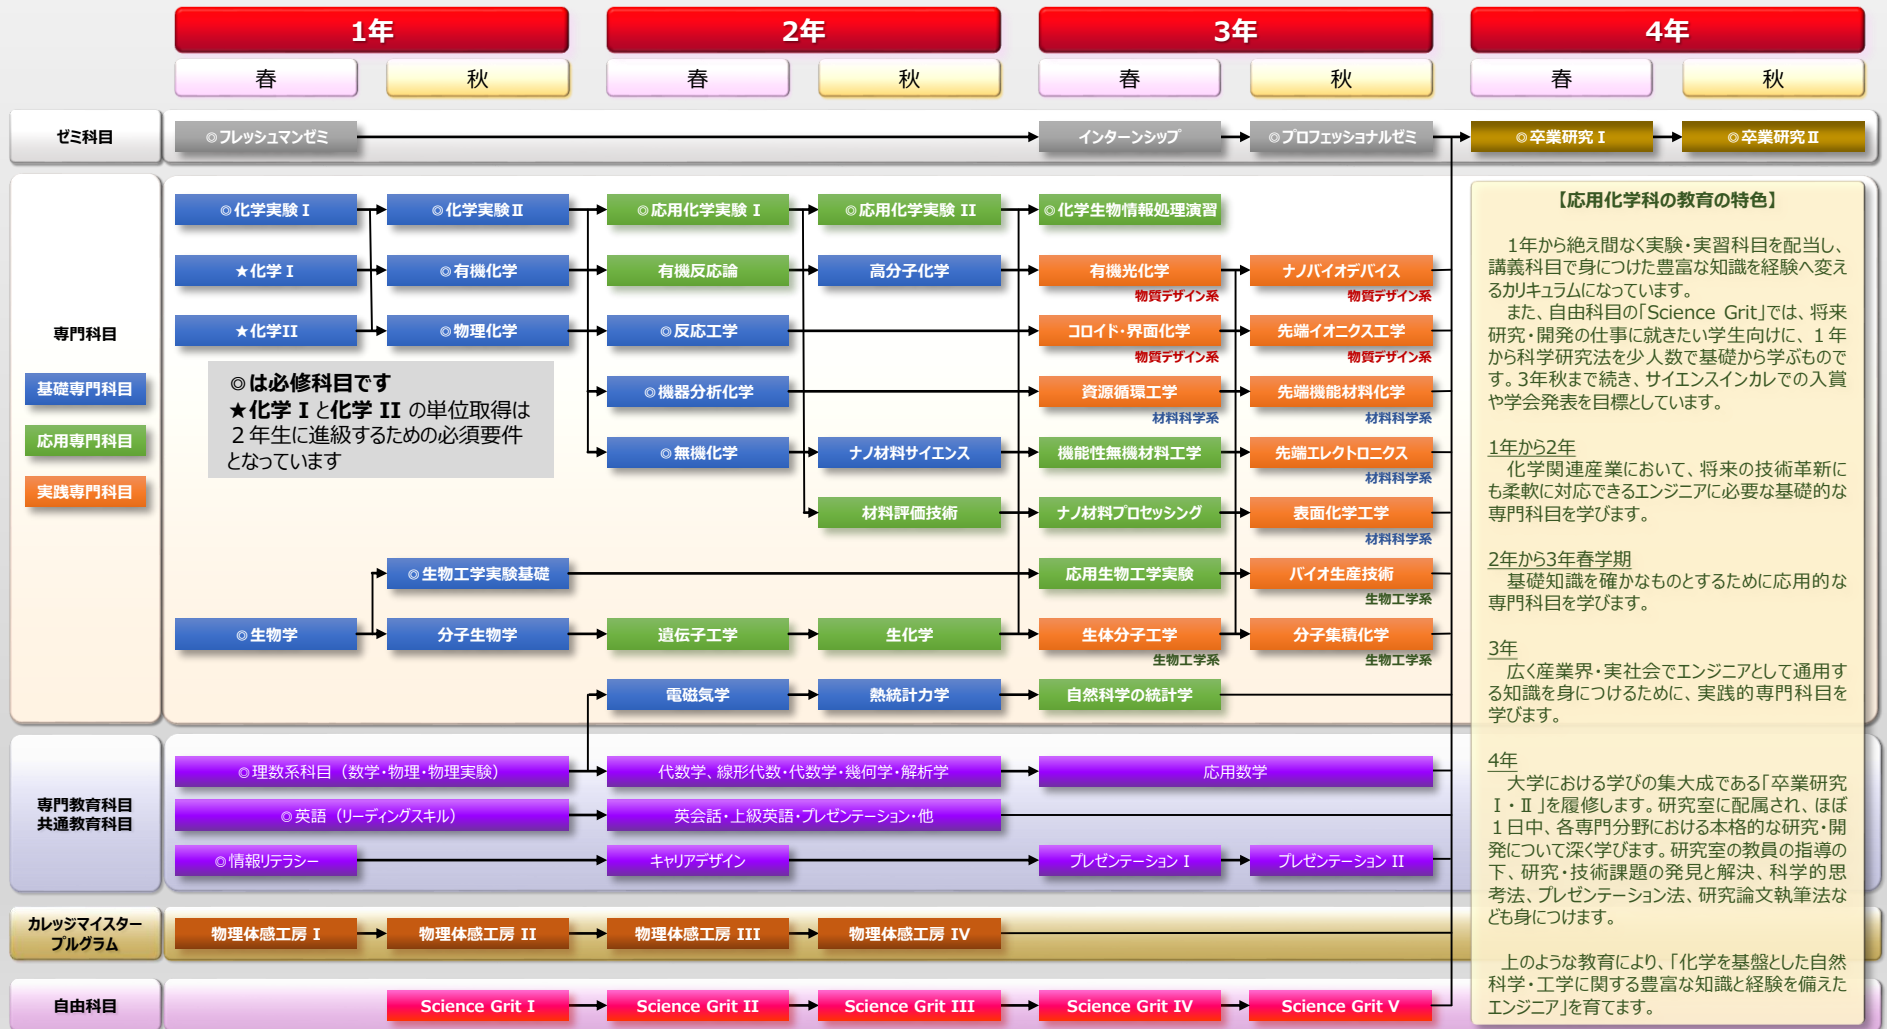 1年
2年
3年
4年
春
秋
春
秋
春
秋
春
秋
ゼミ科目
◎フレッシュマンゼミ
インターンシップ
◎プロフェッショナルゼミ
◎卒業研究 I
◎卒業研究 II
専門科目
基礎専門科目
応用専門科目
実践専門科目
◎化学実験 I
◎化学実験 II
◎応用化学実験 I
◎応用化学実験 II
◎化学生物情報処理演習
★化学 I
◎有機化学
有機反応論
高分子化学
有機光化学
物質デザイン系
ナノバイオデバイス
物質デザイン系
★化学II
◎物理化学
◎反応工学
コロイド・界面化学
物質デザイン系
先端イオニクス工学
物質デザイン系
◎は必修科目です
★化学 I と化学 II の単位取得は
２年生に進級するための必須要件
となっています
◎機器分析化学
資源循環工学
材料科学系
先端機能材料化学
材料科学系
◎無機化学
ナノ材料サイエンス
機能性無機材料工学
先端エレクトロニクス
材料科学系
材料評価技術
ナノ材料プロセッシング
表面化学工学
材料科学系
◎生物工学実験基礎
応用生物工学実験
バイオ生産技術
生物工学系
◎生物学
分子生物学
遺伝子工学
生化学
生体分子工学
生物工学系
分子集積化学
生物工学系
電磁気学
熱統計力学
自然科学の統計学
専門教育科目
共通教育科目
◎理数系科目（数学・物理・物理実験）
代数学、線形代数・代数学・幾何学・解析学
応用数学
◎英語（リーディングスキル）
英会話・上級英語・プレゼンテーション・他
◎情報リテラシー
キャリアデザイン
プレゼンテーション I
プレゼンテーション II
カレッジマイスター
プルグラム
物理体感工房 I
物理体感工房 II
物理体感工房 III
物理体感工房 IV
自由科目
Science Grit I
Science Grit II
Science Grit III
Science Grit IV
Science Grit V
【応用化学科の教育の特色】
１年から絶え間なく実験・実習科目を配当し、
講義科目で身につけた豊富な知識を経験へ変え
るカリキュラムになっています。
また、自由科目の「Science Grit」では、将来
研究・開発の仕事に就きたい学生向けに、１年
から科学研究法を少人数で基礎から学ぶもので
す。3年秋まで続き、サイエンスインカレでの入賞
や学会発表を目標としています。
1年から2年
化学関連産業において、将来の技術革新に
も柔軟に対応できるエンジニアに必要な基礎的な
専門科目を学びます。
2年から3年春学期
基礎知識を確かなものとするために応用的な
専門科目を学びます。
3年
広く産業界・実社会でエンジニアとして通用す
る知識を身につけるために、実践的専門科目を
学びます。
4年
大学における学びの集大成である「卒業研究
I・II」を履修します。研究室に配属され、ほぼ
１日中、各専門分野における本格的な研究・開
発について深く学びます。研究室の教員の指導の
下、研究・技術課題の発見と解決、科学的思
考法、プレゼンテーション法、研究論文執筆法な
ども身につけます。
上のような教育により、「化学を基盤とした自然
科学・工学に関する豊富な知識と経験を備えた
エンジニア」を育てます。